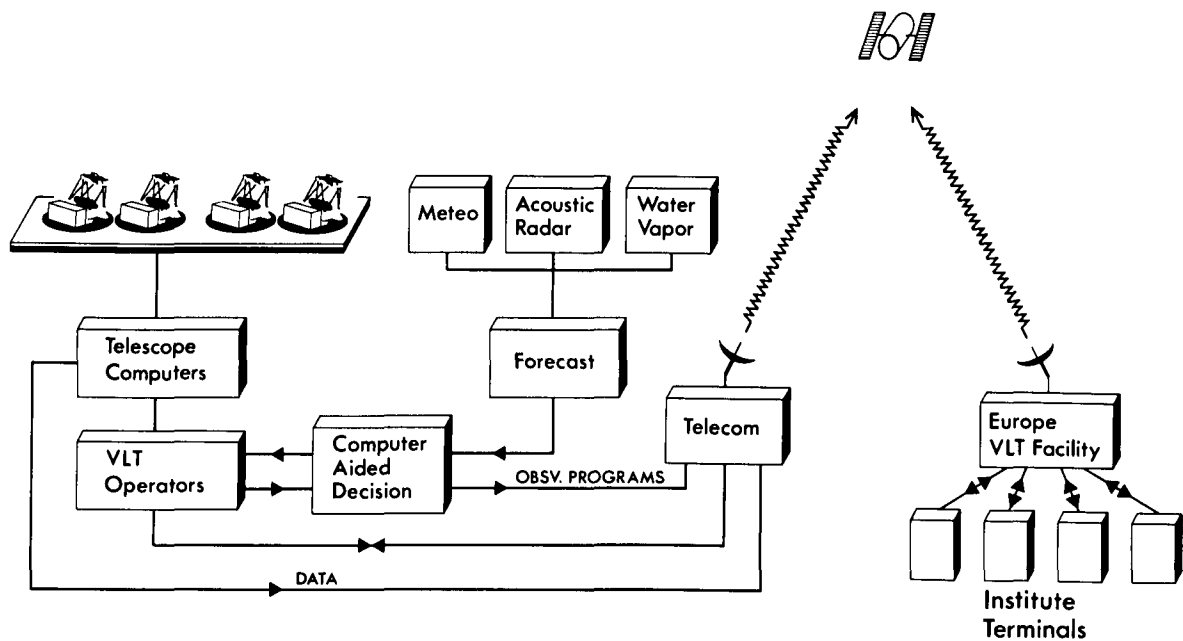 Meteo
Acoustic
Radar
Water
Vapor
Telescope
Computers
Forecast
VLT
Operators
Computer
Aided
Decision
OBSV. PROGRAMS
Telecom
Europe
VLT Facility
DATA
Institute
Terminals